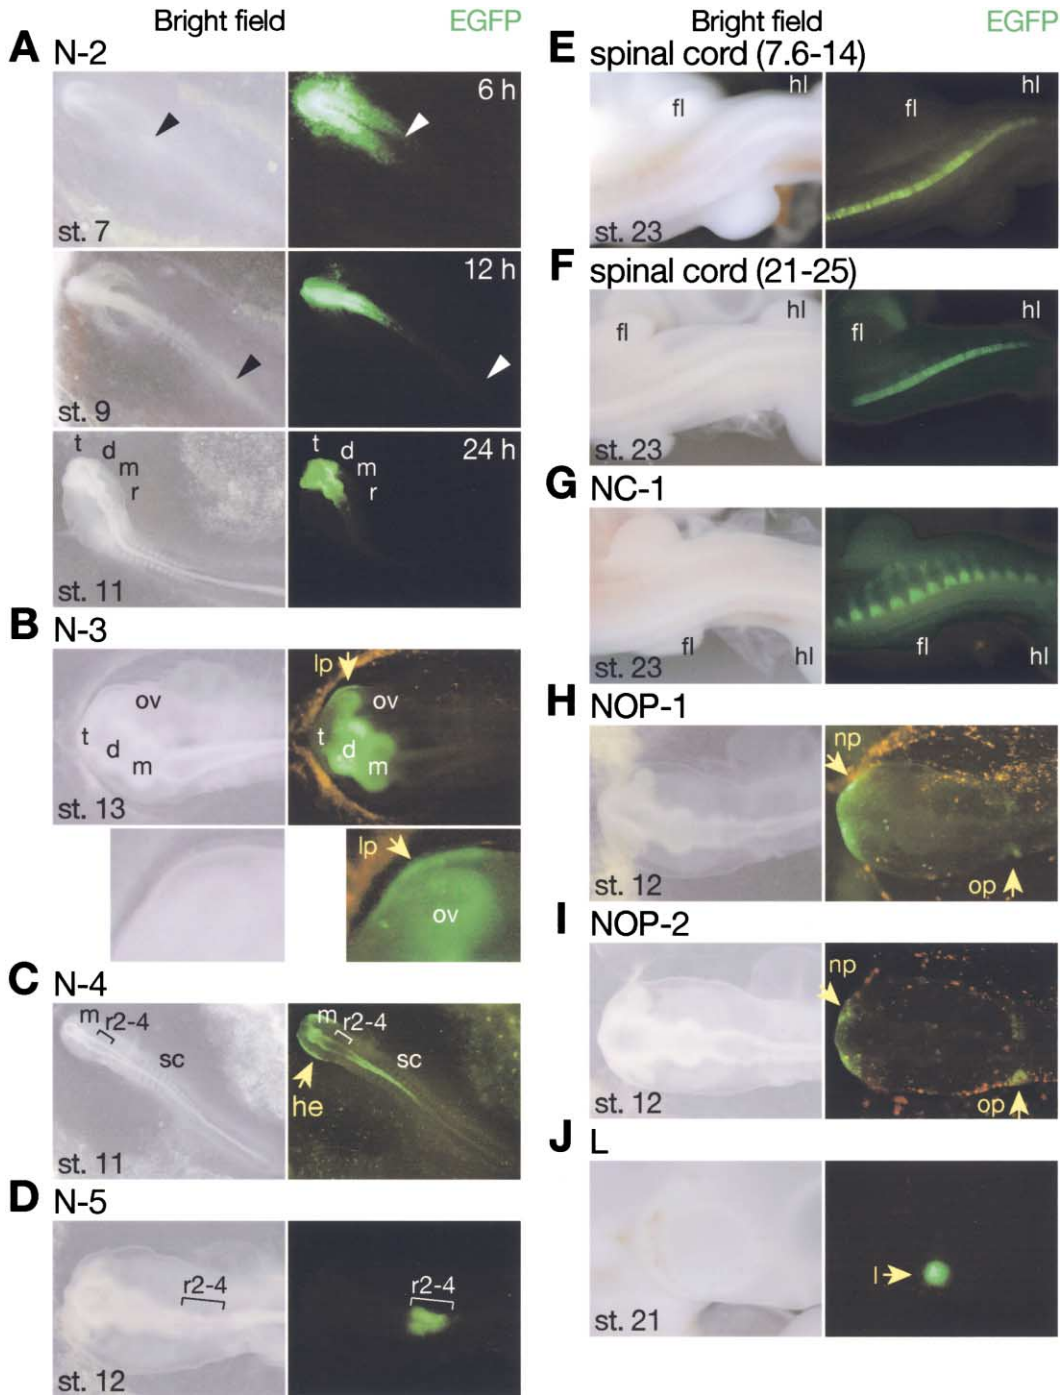 Bright field EGFP
A N-2
6 h
st. 7
12 h
st. 9
t d m r
t d m r
24 h
st. 11
B N-3
ov
t d m
st. 13
lp
ov
t d m
lp
ov
C N-4
m r2-4
sc
st. 11
m r2-4
sc
he
D N-5
r2-4
st. 12
r2-4
Bright field EGFP
E spinal cord (7.6-14)
hl
fl
st. 23
hl
fl
F spinal cord (21-25)
hl
fl
st. 23
hl
fl
G NC-1
fl
hl
st. 23
fl
hl
H NOP-1
st. 12
np
op
I NOP-2
st. 12
np
op
J L
st. 21
l